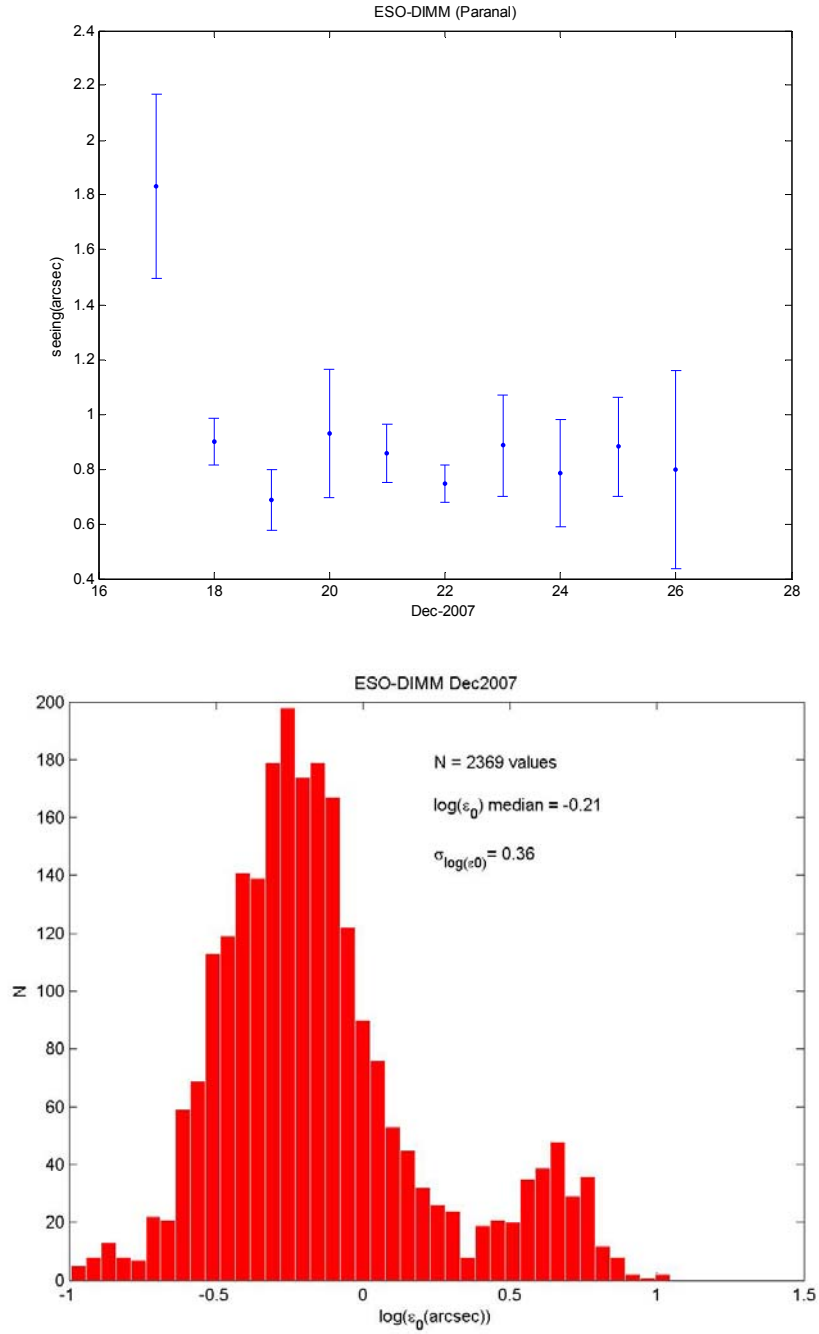 ESO-DIMM (Paranal)
2.4
2.2
2
1.8
1.6
1.4
1.2
1
0.8
0.6
0.4
seeing(arcsec)
16 18 20 22 24 26 28
Dec-2007
ESO-DIMM Dec2007
200
180
160
140
120
100
80
60
40
20
0
N
N = 2369 values
log(ε0) median = -0.21
σlog(ε0)= 0.36
-1 -0.5 0 0.5 1 1.5
log(ε0(arcsec))